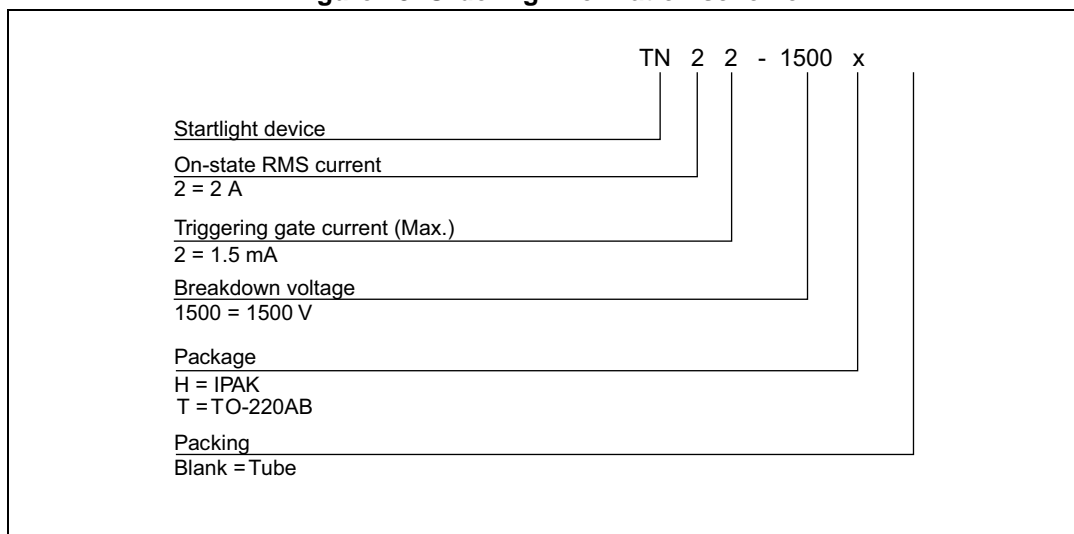 TN 2 2 - 1500 x
Startlight device
On-state RMS current
2 = 2 A
Triggering gate current (Max.)
2 = 1.5 mA
Breakdown voltage
1500 = 1500 V
Package
H = IPAK
T = TO-220AB
Packing
Blank = Tube